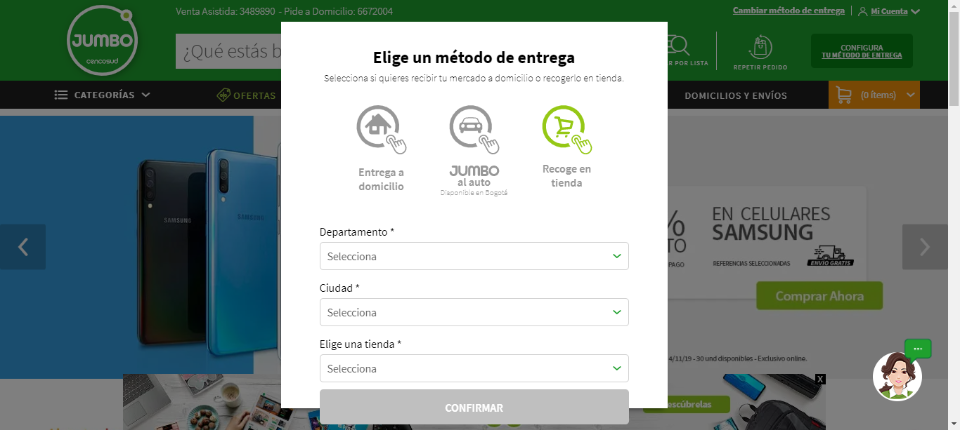 Venta Asistida: 3489890 - Pide a Domicilio: 6672004
Cambiar método de entrega
Mi Cuenta
JUMBO
cencosud
¿Qué estás b
R POR LISTA
REPETIR PEDIDO
CONFIGURA
TU MÉTODO DE ENTREGA
CATEGORÍAS
OFERTAS
DOMICILIOS Y ENVÍOS
(0 ítems)
Elige un método de entrega
Selecciona si quieres recibir tu mercado a domicilio o recogerlo en tienda.
Entrega a
domicilio
JUMBO
al auto
Disponible en Bogotá
Recoge en
tienda
Departamento *
Selecciona
Ciudad *
Selecciona
Elige una tienda *
Selecciona
CONFIRMAR
SAMSUNG
SAMSUNG
%
TO
PAGO
EN CELULARES
SAMSUNG
REFERENCIAS SELECCIONADAS
ENVÍO GRATIS
Comprar Ahora
4/11/19 - 30 und disponibles - Exclusivo online.
X
escúbrelas